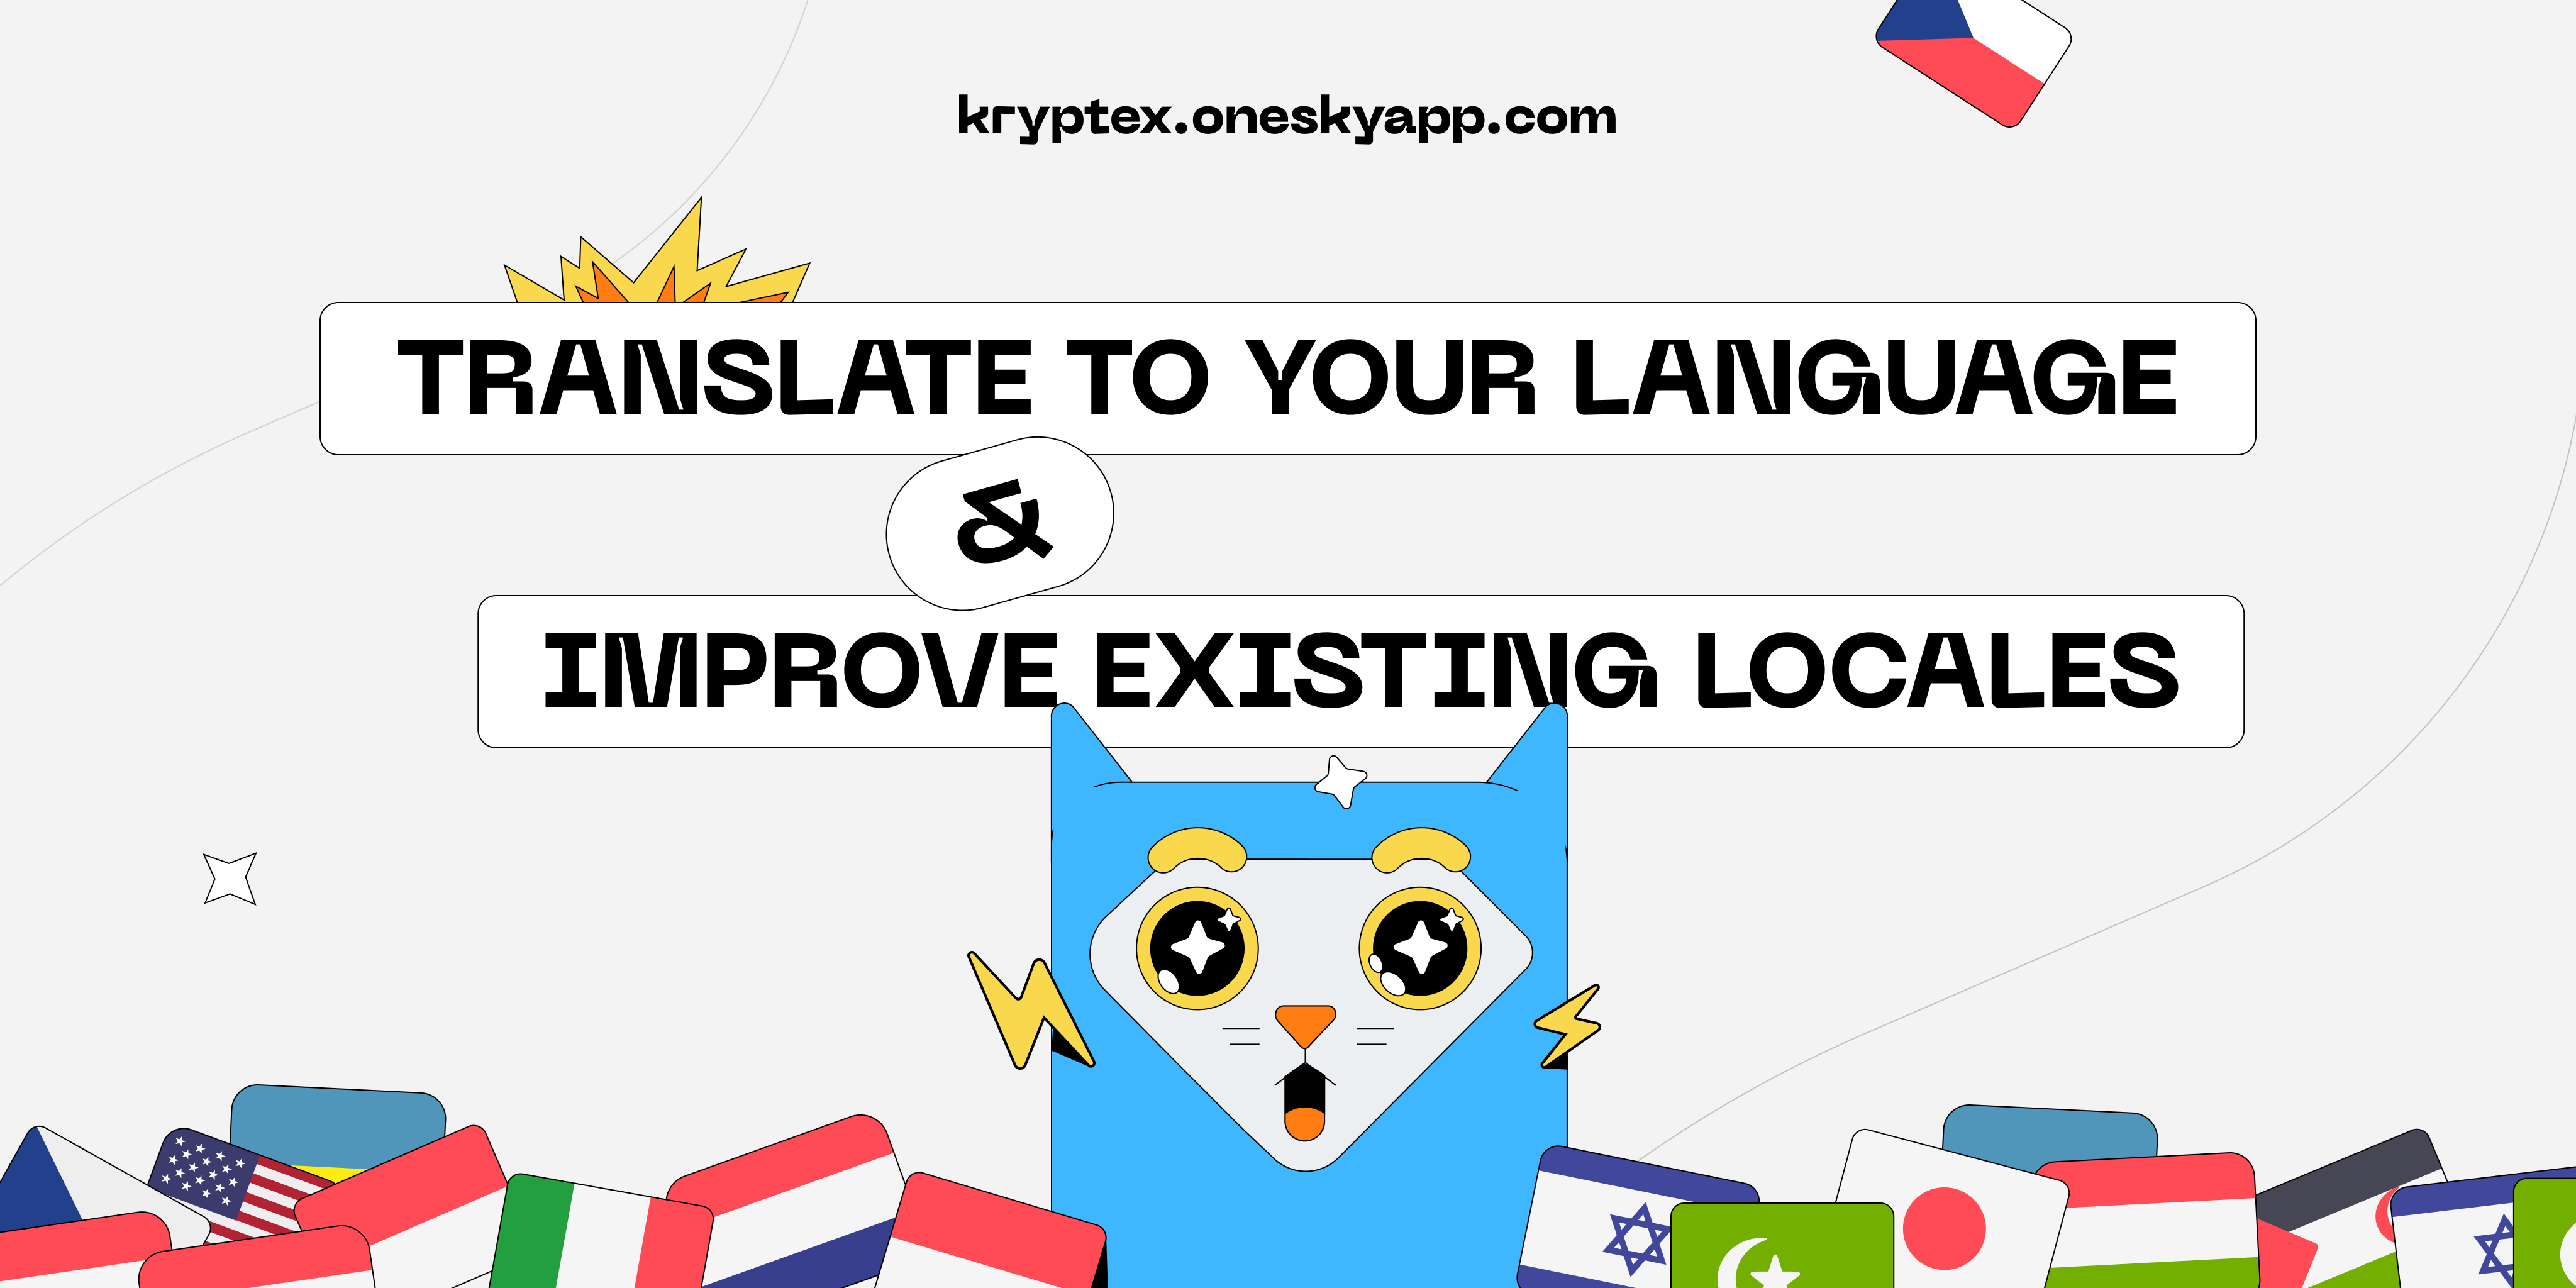 kryptex.oneskyapp.com
TRANSLATE TO YOUR LANGUAGE
&
IMPROVE EXISTING LOCALES